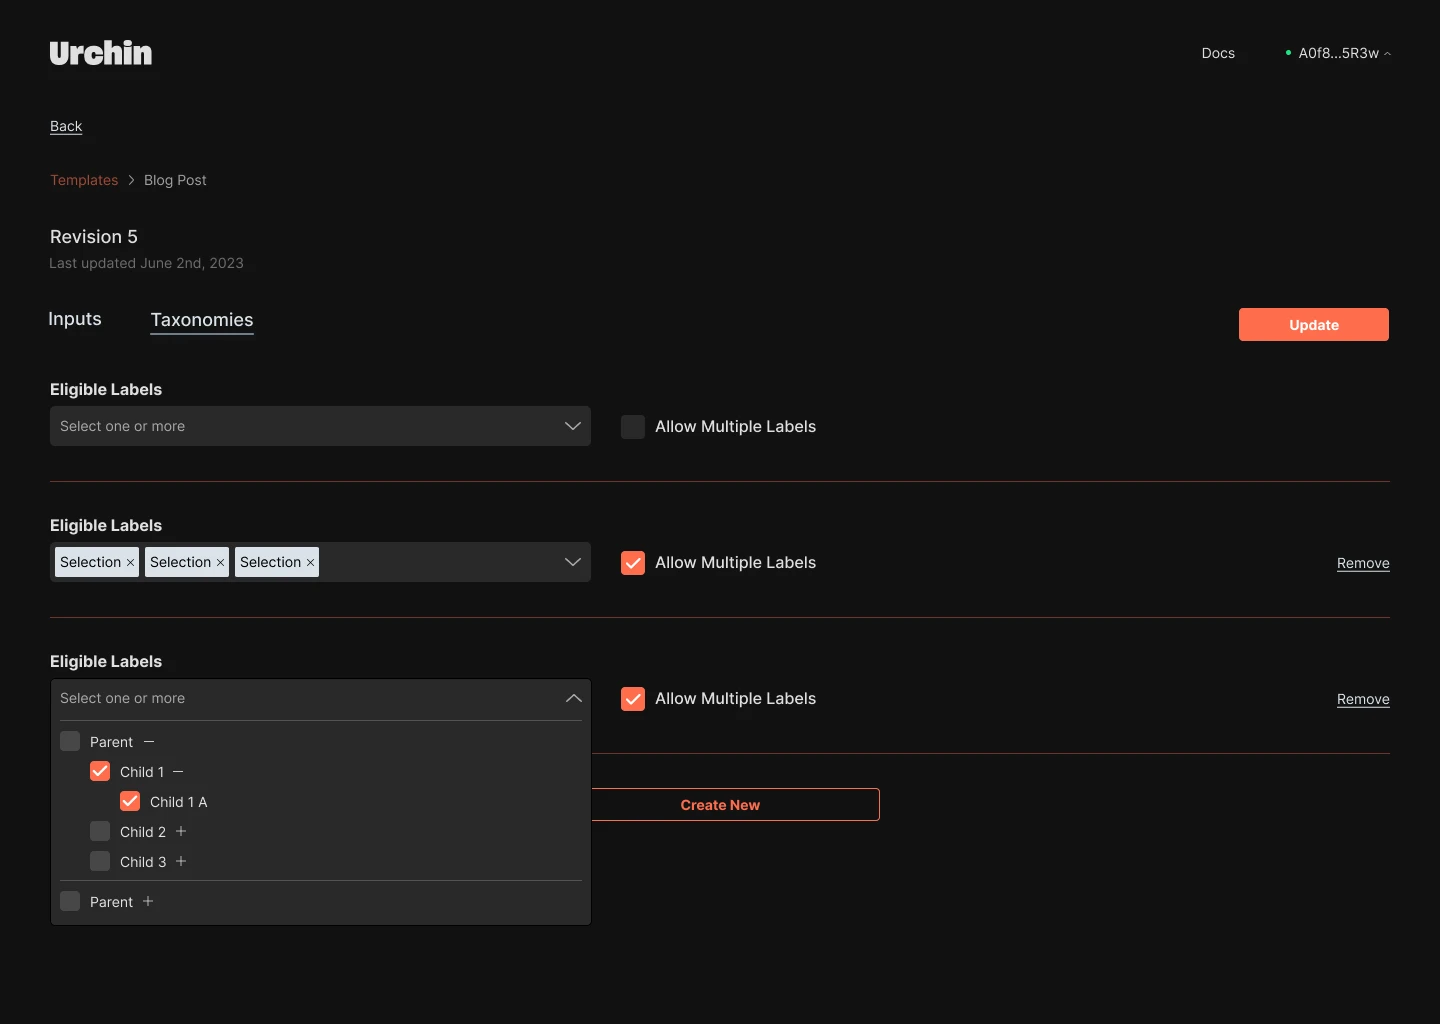 Urchin
Docs
A0f8...5R3w
Back
Templates > Blog Post
Revision 5
Last updated June 2nd, 2023
Inputs
Taxonomies
Update
Eligible Labels
Select one or more
Allow Multiple Labels
Eligible Labels
Selection × Selection × Selection ×
Allow Multiple Labels
Remove
Eligible Labels
Select one or more
Allow Multiple Labels
Remove
Parent −
Child 1 −
Child 1 A
Child 2 +
Child 3 +
Parent +
Create New